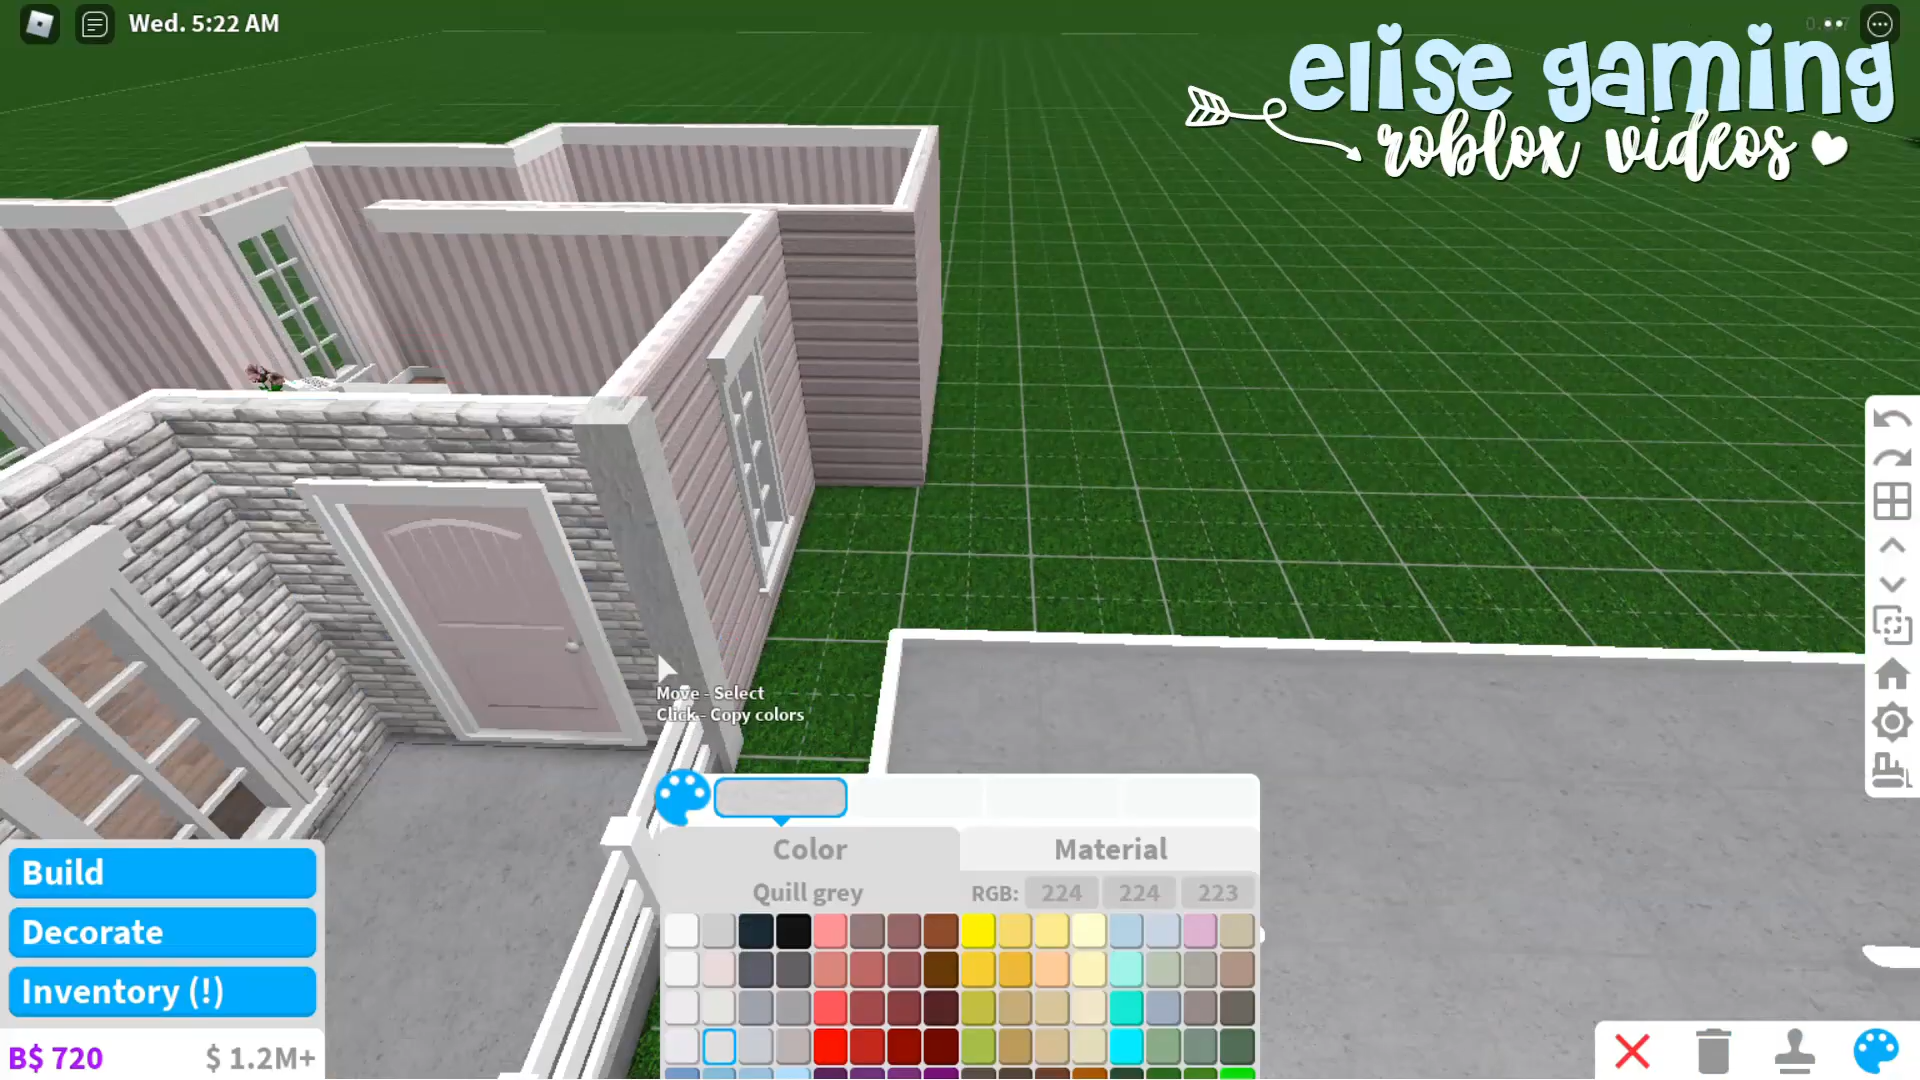 Wed. 5:22 AM
elise gaming
roblox videos
Move - Select
Click - Copy colors
Color
Material
Quill grey
RGB: 224 224 223
Build
Decorate
Inventory (!)
B$ 720
$ 1.2M+